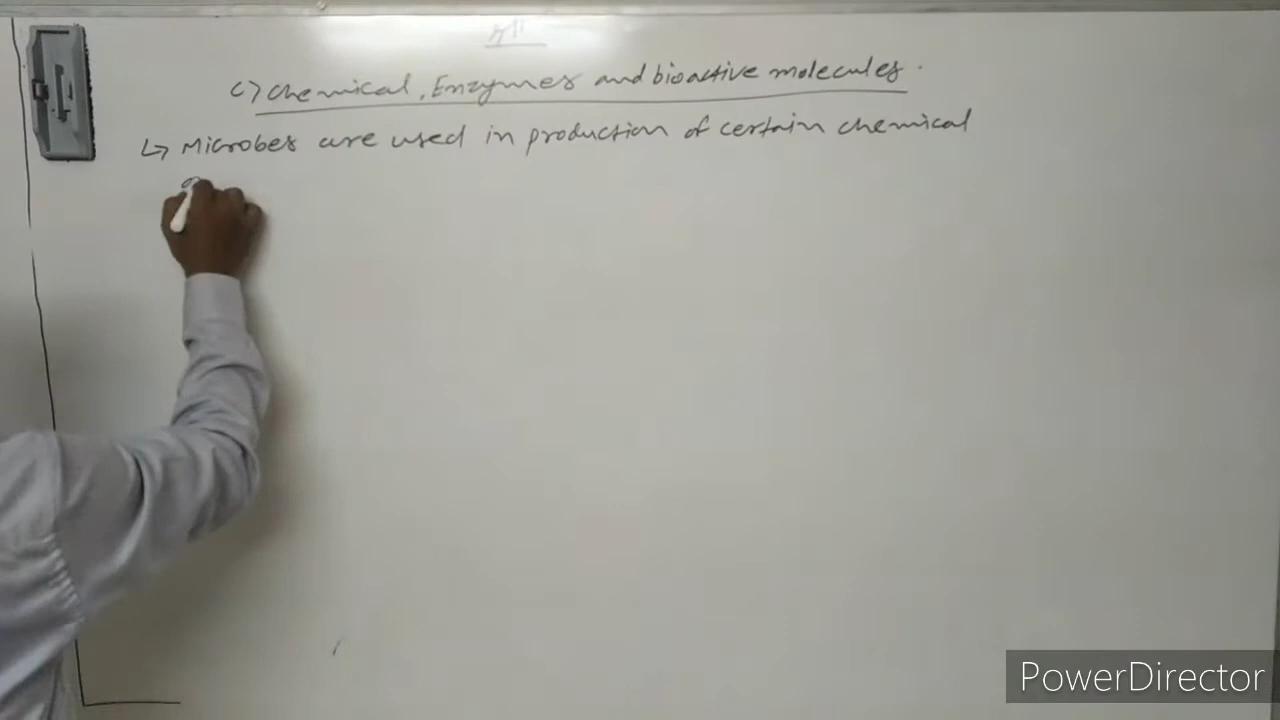 c) Chemical, Enzymes and bioactive molecules.
↳ Microbes are used in production of certain chemical
PowerDirector